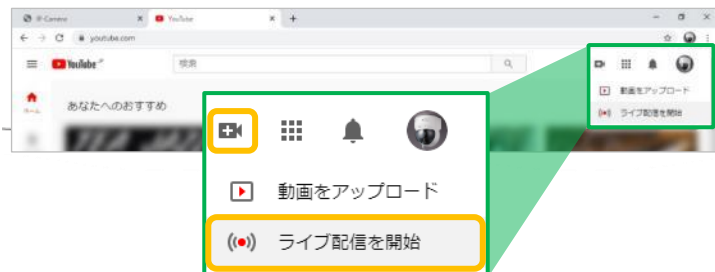 IP-Camera
YouTube
youtube.com
YouTube JP
検索
動画をアップロード
ライブ配信を開始
ホーム
あなたへのおすすめ
動画をアップロード
ライブ配信を開始